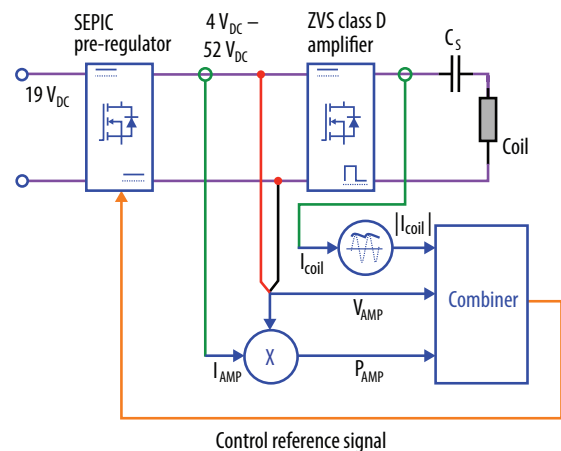 SEPIC
pre-regulator
4 V_DC –
52 V_DC
ZVS class D
amplifier
C_S
19 V_DC
Coil
|I_coil|
I_coil
Combiner
V_AMP
X
I_AMP
P_AMP
Control reference signal